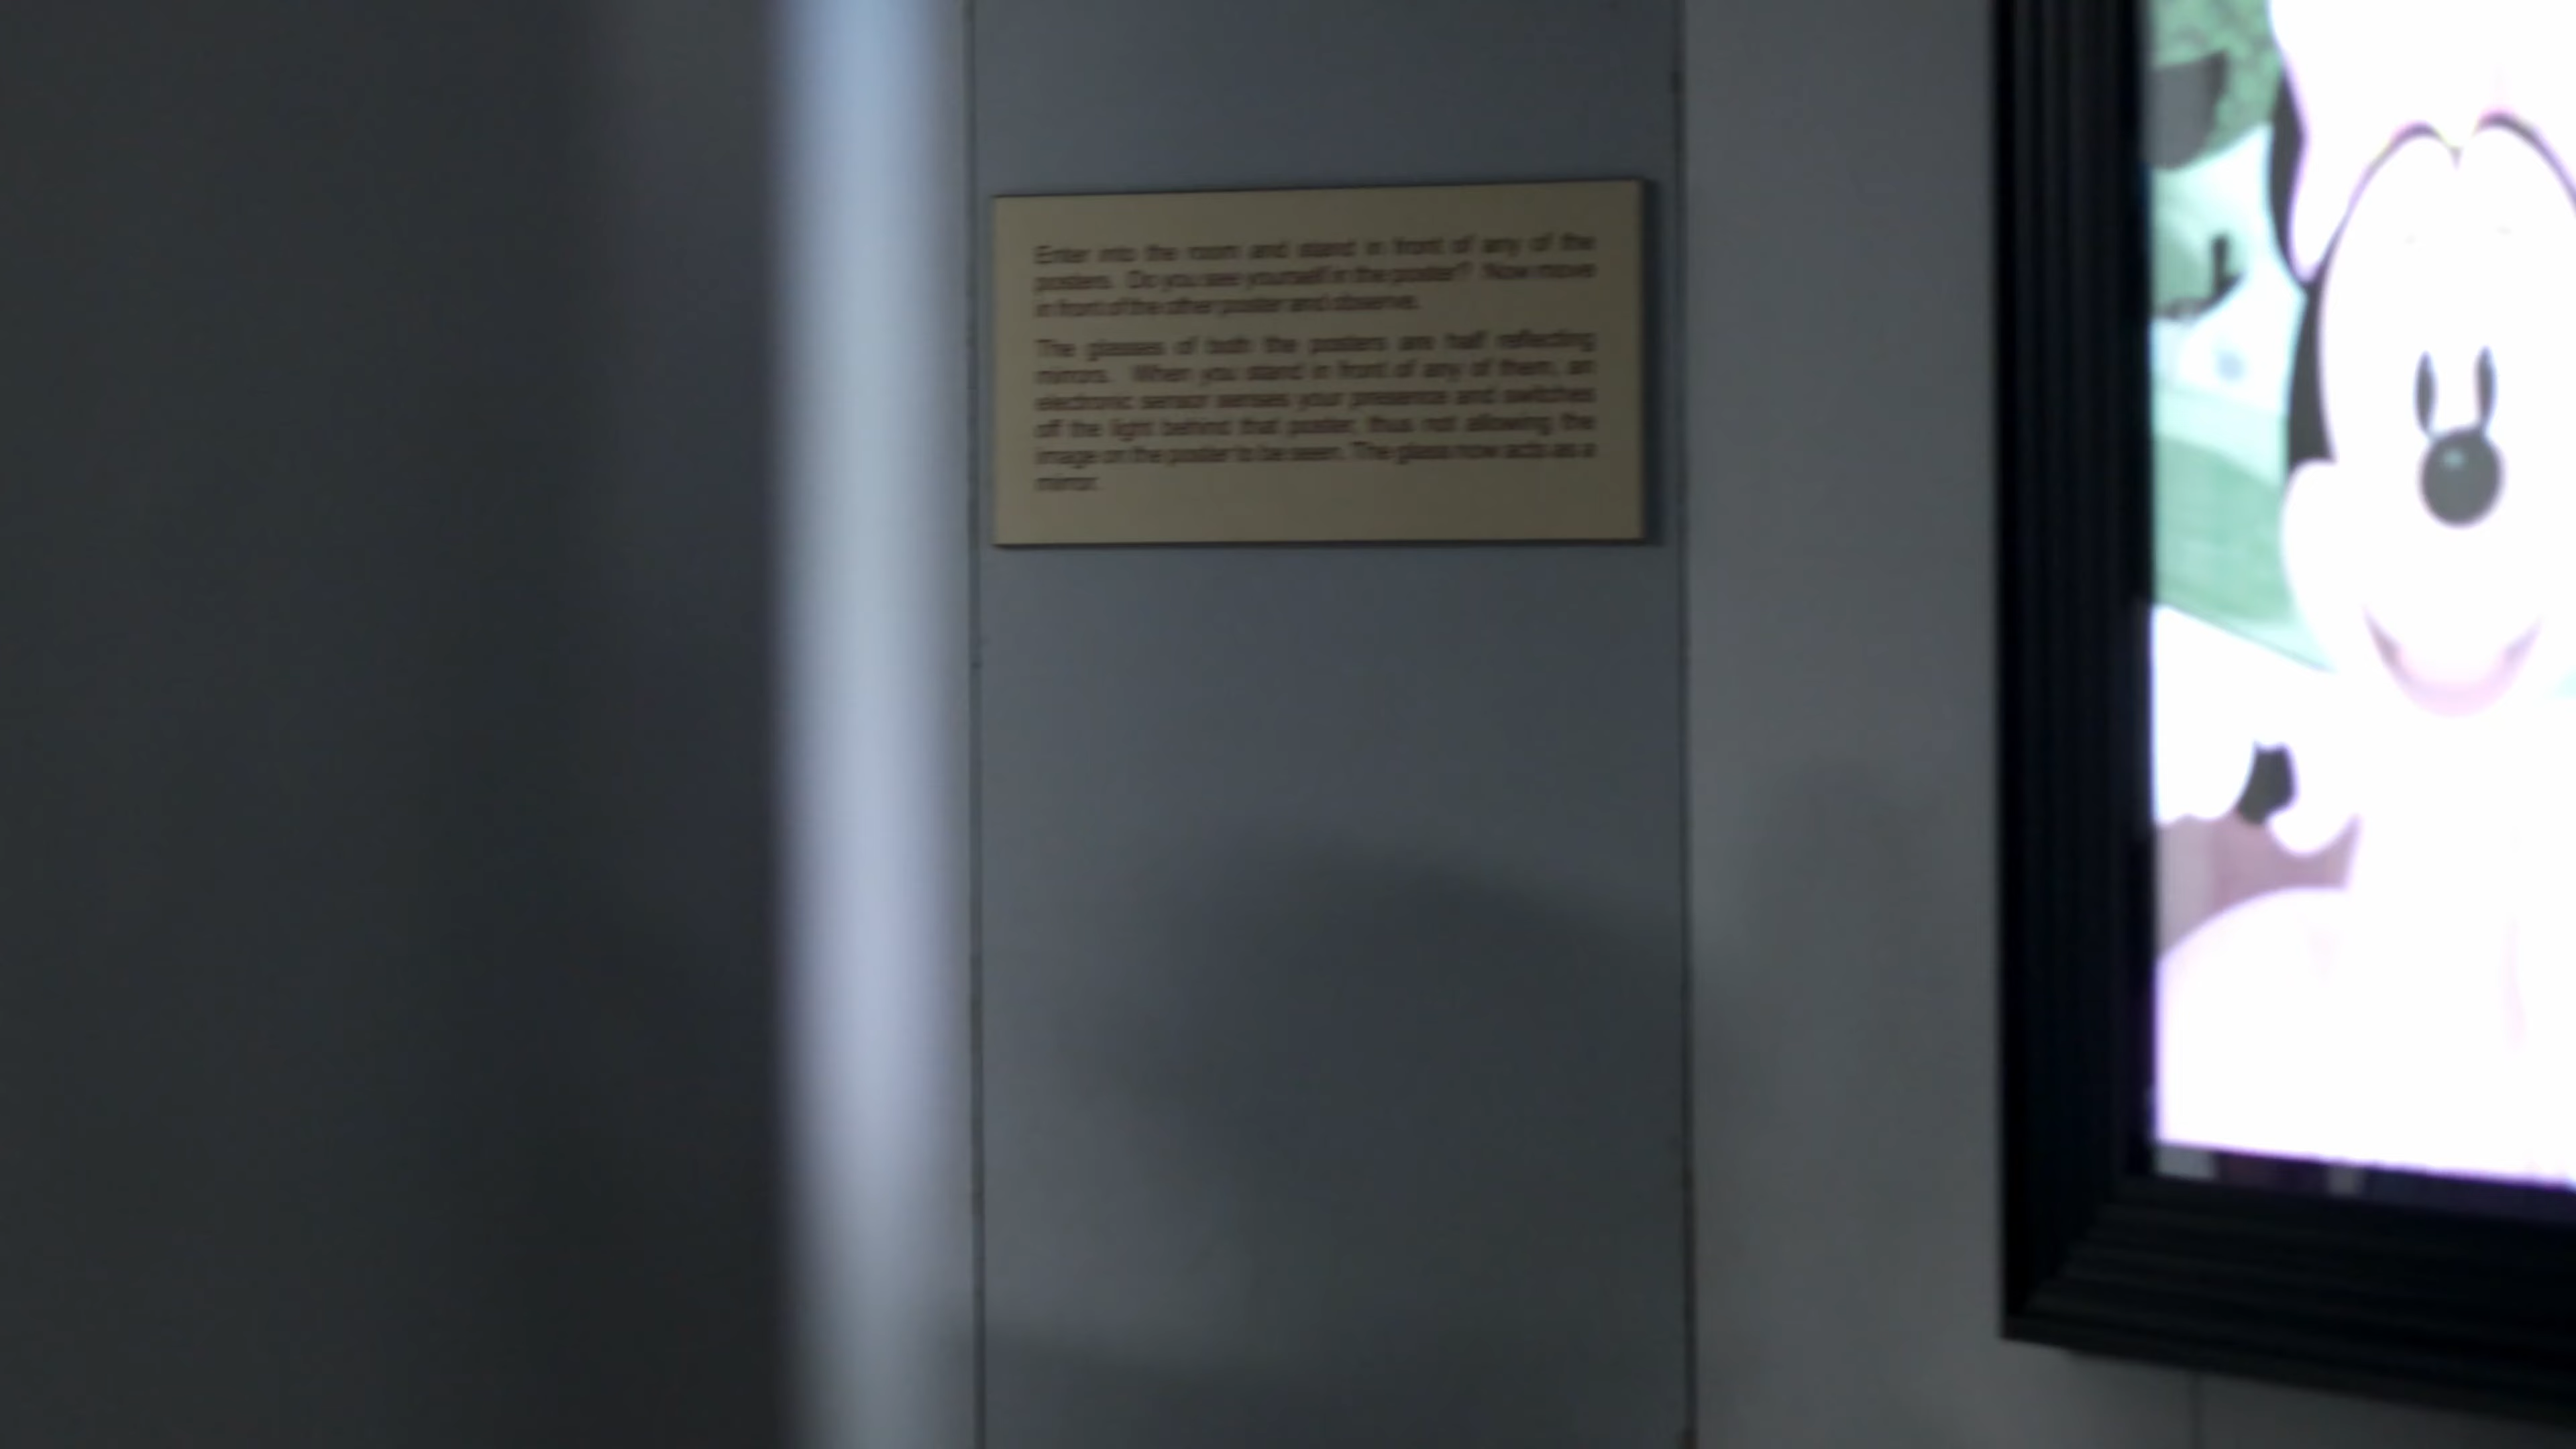 Enter into the room and stand in front of any of the
posters. Do you see yourself in the poster? Now move
in front of the other poster and observe.
The glasses of both the posters are half reflecting
mirrors. When you stand in front of any of them, an
electronic sensor senses your presence and switches
off the light behind that poster, thus not allowing the
image on the poster to be seen. The glass now acts as a
mirror.